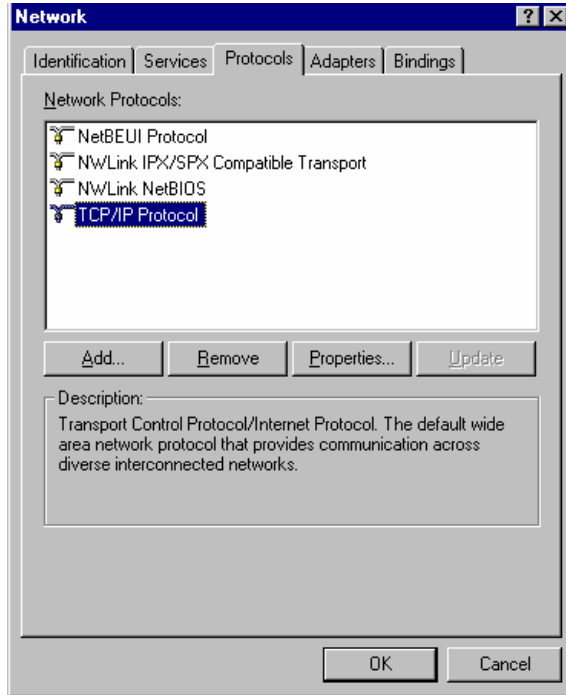 Network
Identification Services Protocols Adapters Bindings
Network Protocols:
NetBEUI Protocol
NWLink IPX/SPX Compatible Transport
NWLink NetBIOS
TCP/IP Protocol
Add... Remove Properties... Update
Description:
Transport Control Protocol/Internet Protocol. The default wide
area network protocol that provides communication across
diverse interconnected networks.
OK Cancel